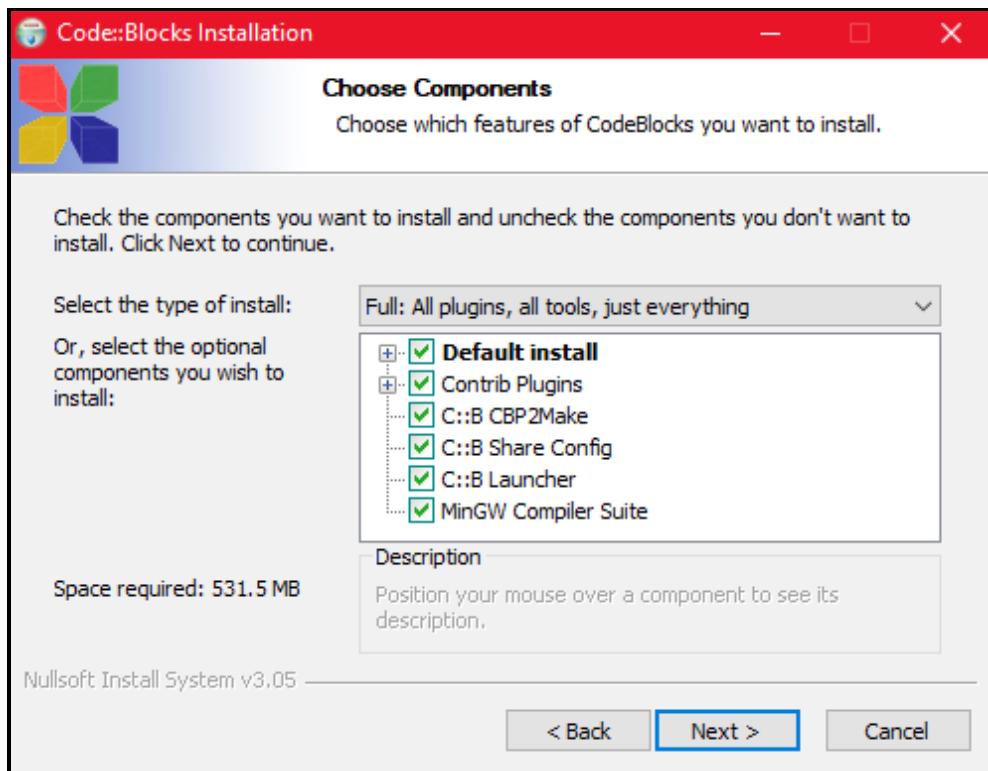 Code::Blocks Installation
Choose Components
Choose which features of CodeBlocks you want to install.
Check the components you want to install and uncheck the components you don't want to
install. Click Next to continue.
Select the type of install:
Full: All plugins, all tools, just everything
Or, select the optional
components you wish to
install:
Default install
Contrib Plugins
C::B CBP2Make
C::B Share Config
C::B Launcher
MinGW Compiler Suite
Space required: 531.5 MB
Description
Position your mouse over a component to see its
description.
Nullsoft Install System v3.05
< Back
Next >
Cancel